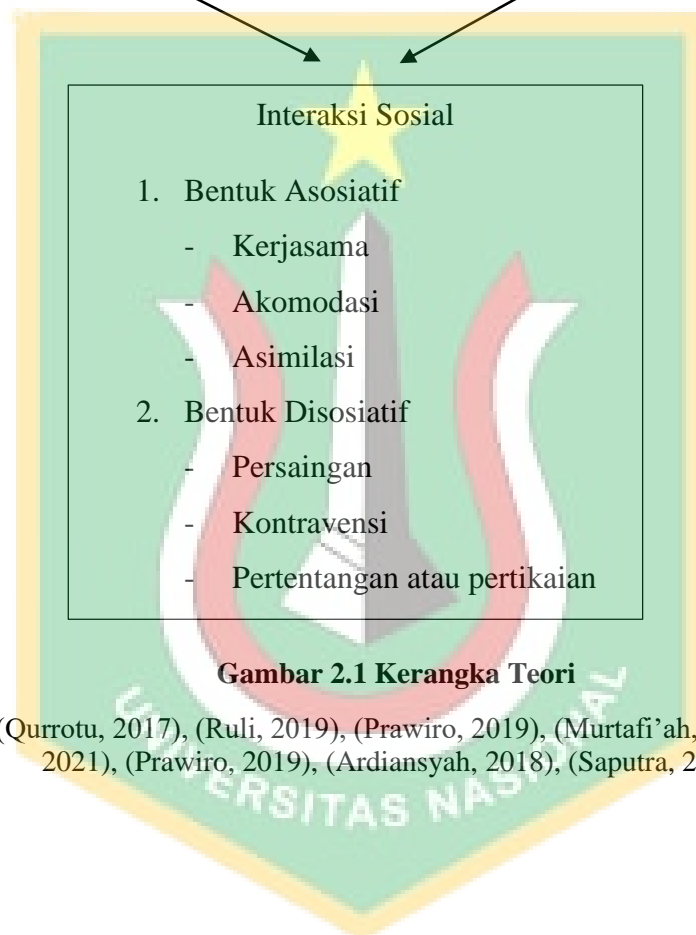 Interaksi Sosial
1. Bentuk Asosiatif
- Kerjasama
- Akomodasi
- Asimilasi
2. Bentuk Disosiatif
- Persaingan
- Kontravensi
- Pertentangan atau pertikaian
Gambar 2.1 Kerangka Teori
(Qurrotu, 2017), (Ruli, 2019), (Prawiro, 2019), (Murtafi’ah,
2021), (Prawiro, 2019), (Ardiansyah, 2018), (Saputra, 2
UNIVERSITAS NASIONAL